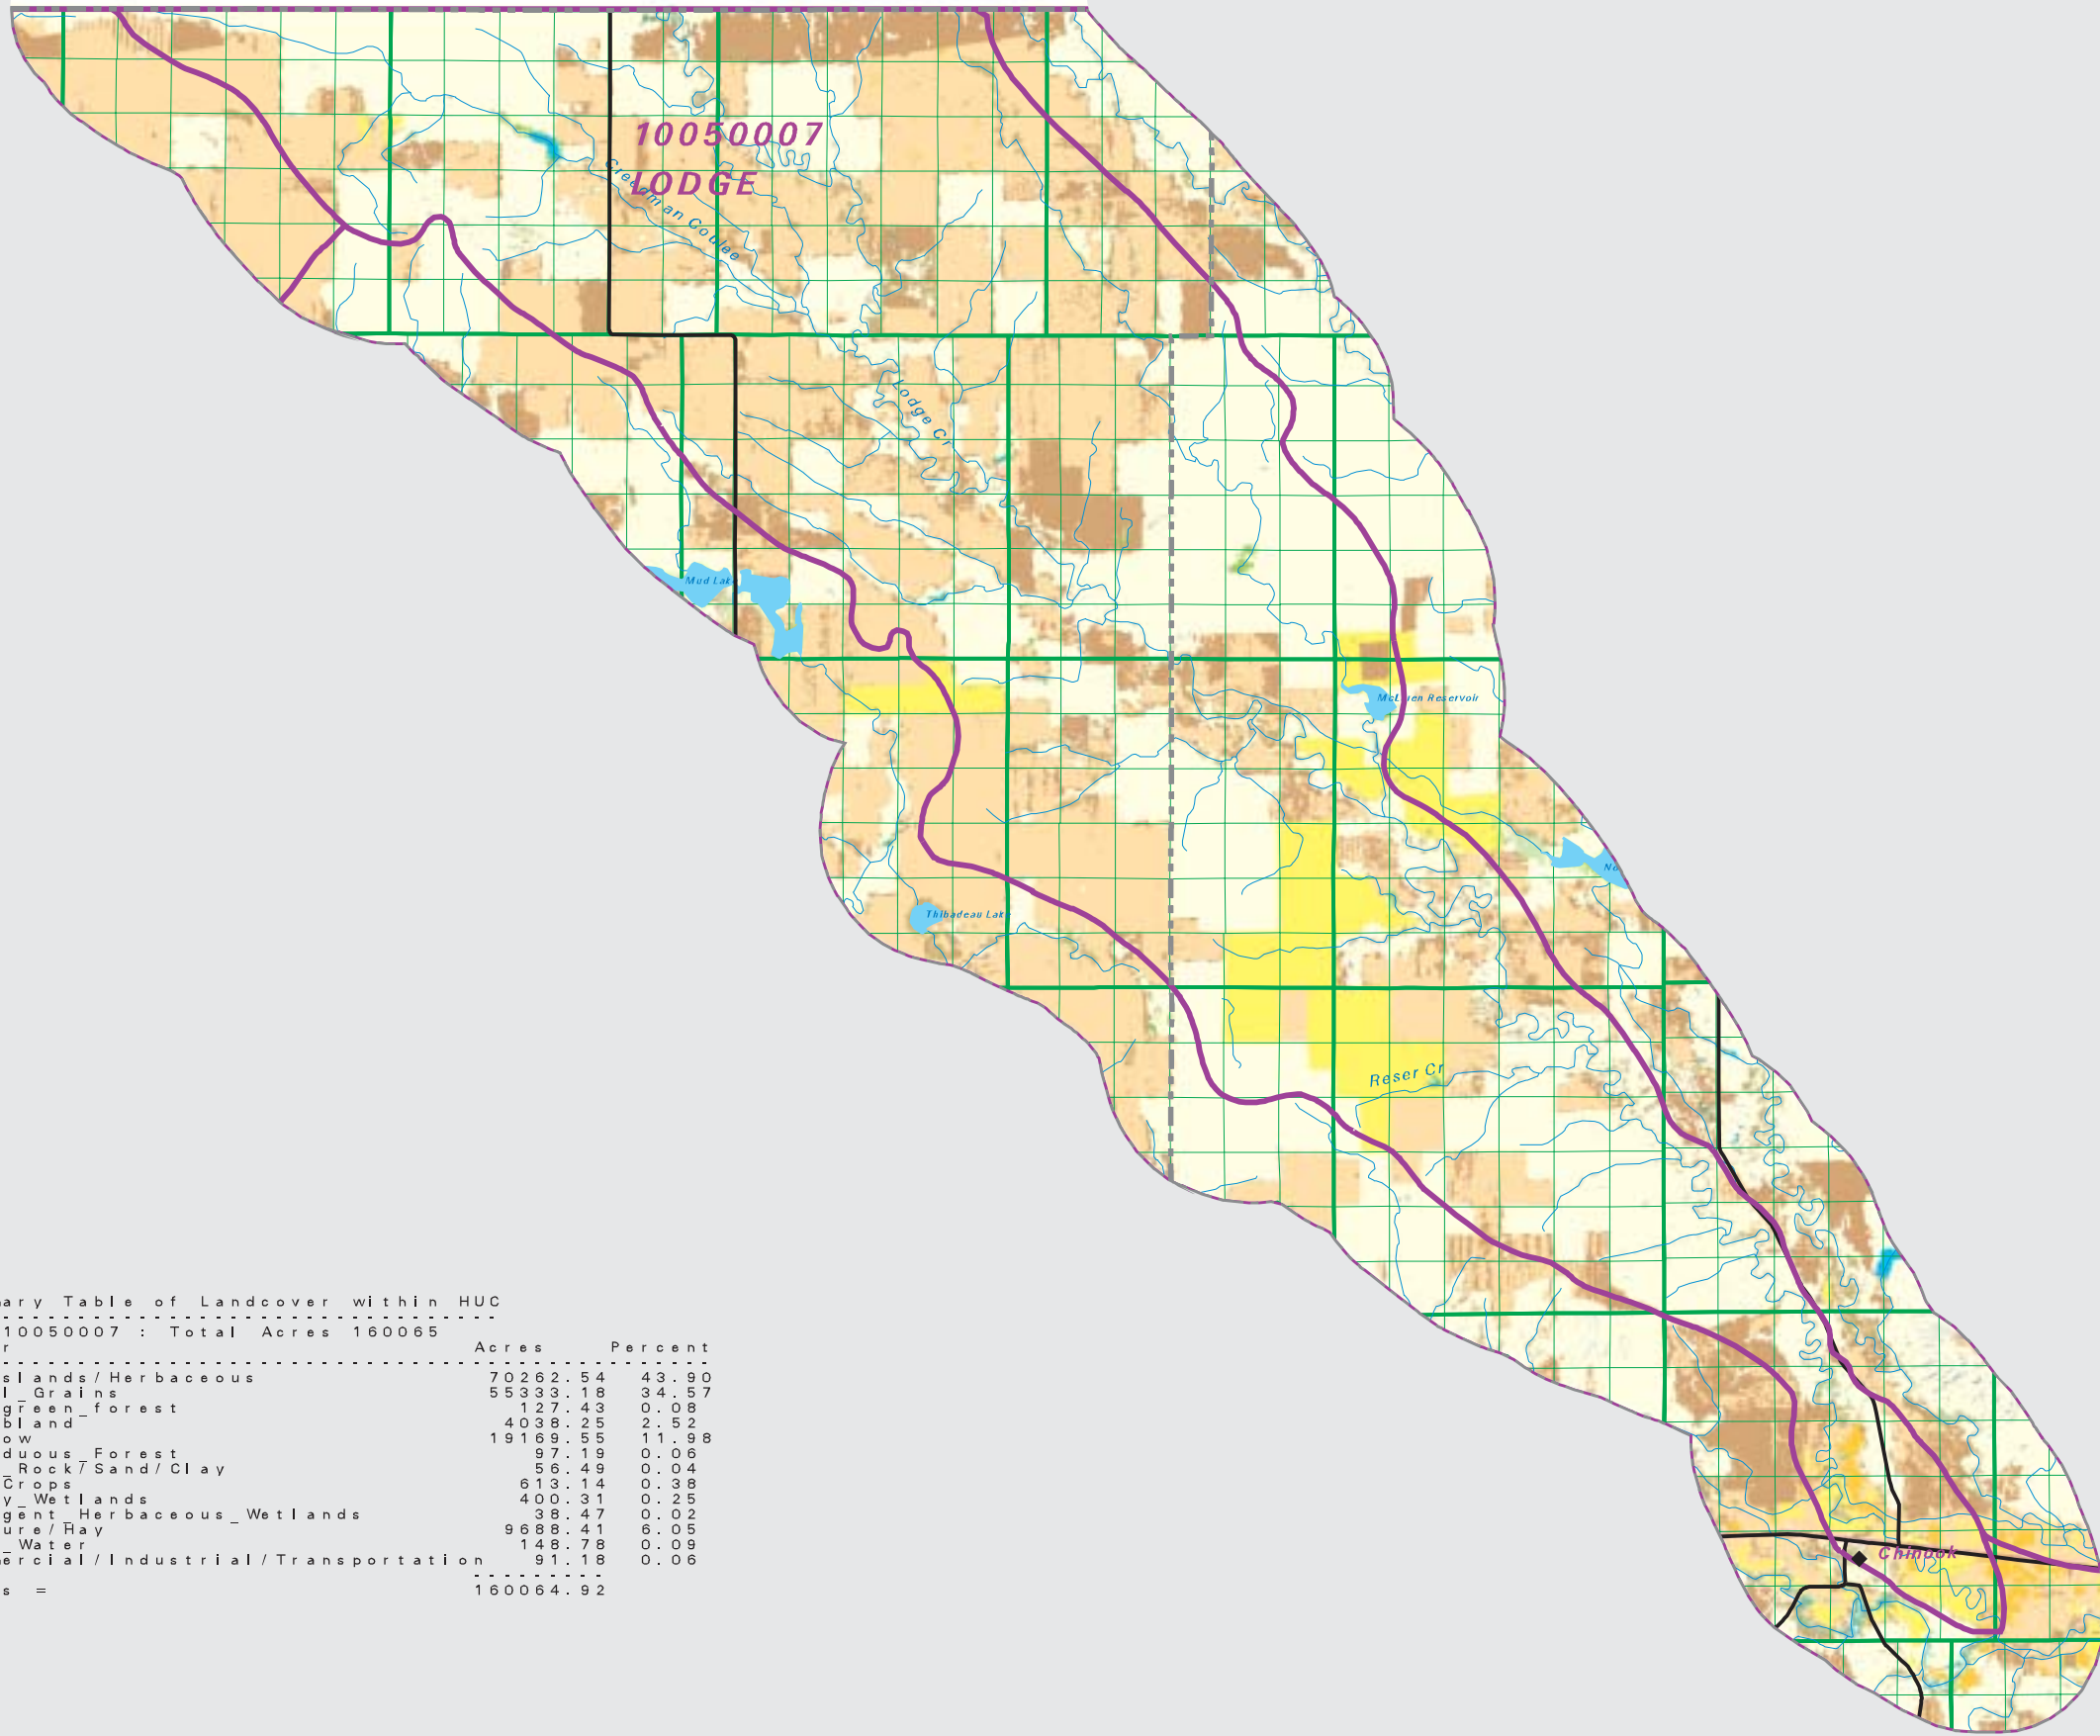 10050007
LODGE
Creedman Coulee
Lodge Cr
Mud Lake
McLaren Reservoir
No
Thibadeau Lake
Reser Cr
Chinook
ary Table of Landcover within HUC
10050007 : Total Acres 160065
r Acres Percent
slands/Herbaceous 70262.54 43.90
l_Grains 55333.18 34.57
green_forest 127.43 0.08
bland 4038.25 2.52
ow 19169.55 11.98
duous_Forest 97.19 0.06
_Rock/Sand/Clay 56.49 0.04
Crops 613.14 0.38
y_Wetlands 400.31 0.25
gent_Herbaceous_Wetlands 38.47 0.02
ure/Hay 9688.41 6.05
_Water 148.78 0.09
ercial/Industrial/Transportation 91.18 0.06
s = 160064.92